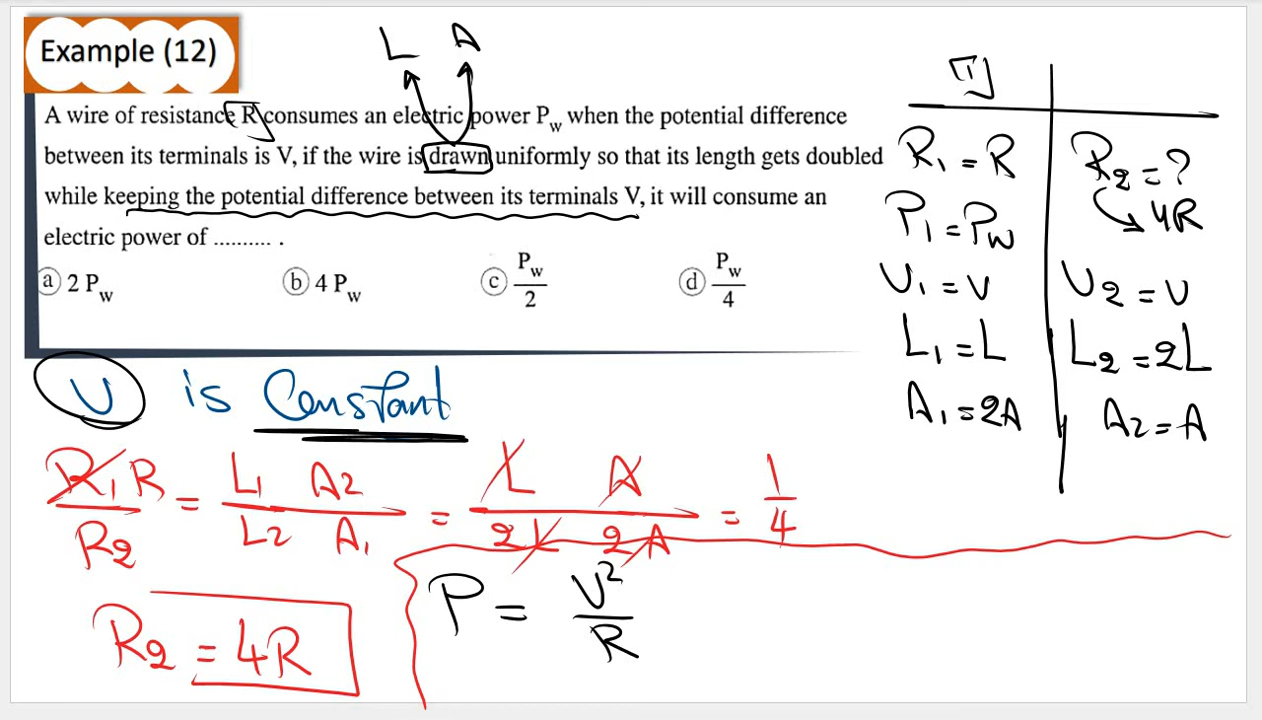 Example (12)
L A
A wire of resistance R consumes an electric power Pw when the potential difference
between its terminals is V, if the wire is drawn uniformly so that its length gets doubled
while keeping the potential difference between its terminals V, it will consume an
electric power of .......... .
a 2 Pw b 4 Pw c Pw/2 d Pw/4
R1 = R R2 = ?
→ 4R
P1 = Pw
V1 = V V2 = V
L1 = L L2 = 2L
A1 = 2A A2 = A
V is Constant
R1 R / R2 = L1 A2 / L2 A1 = L A / 2L 2A = 1/4
R2 = 4R
P = V²/R